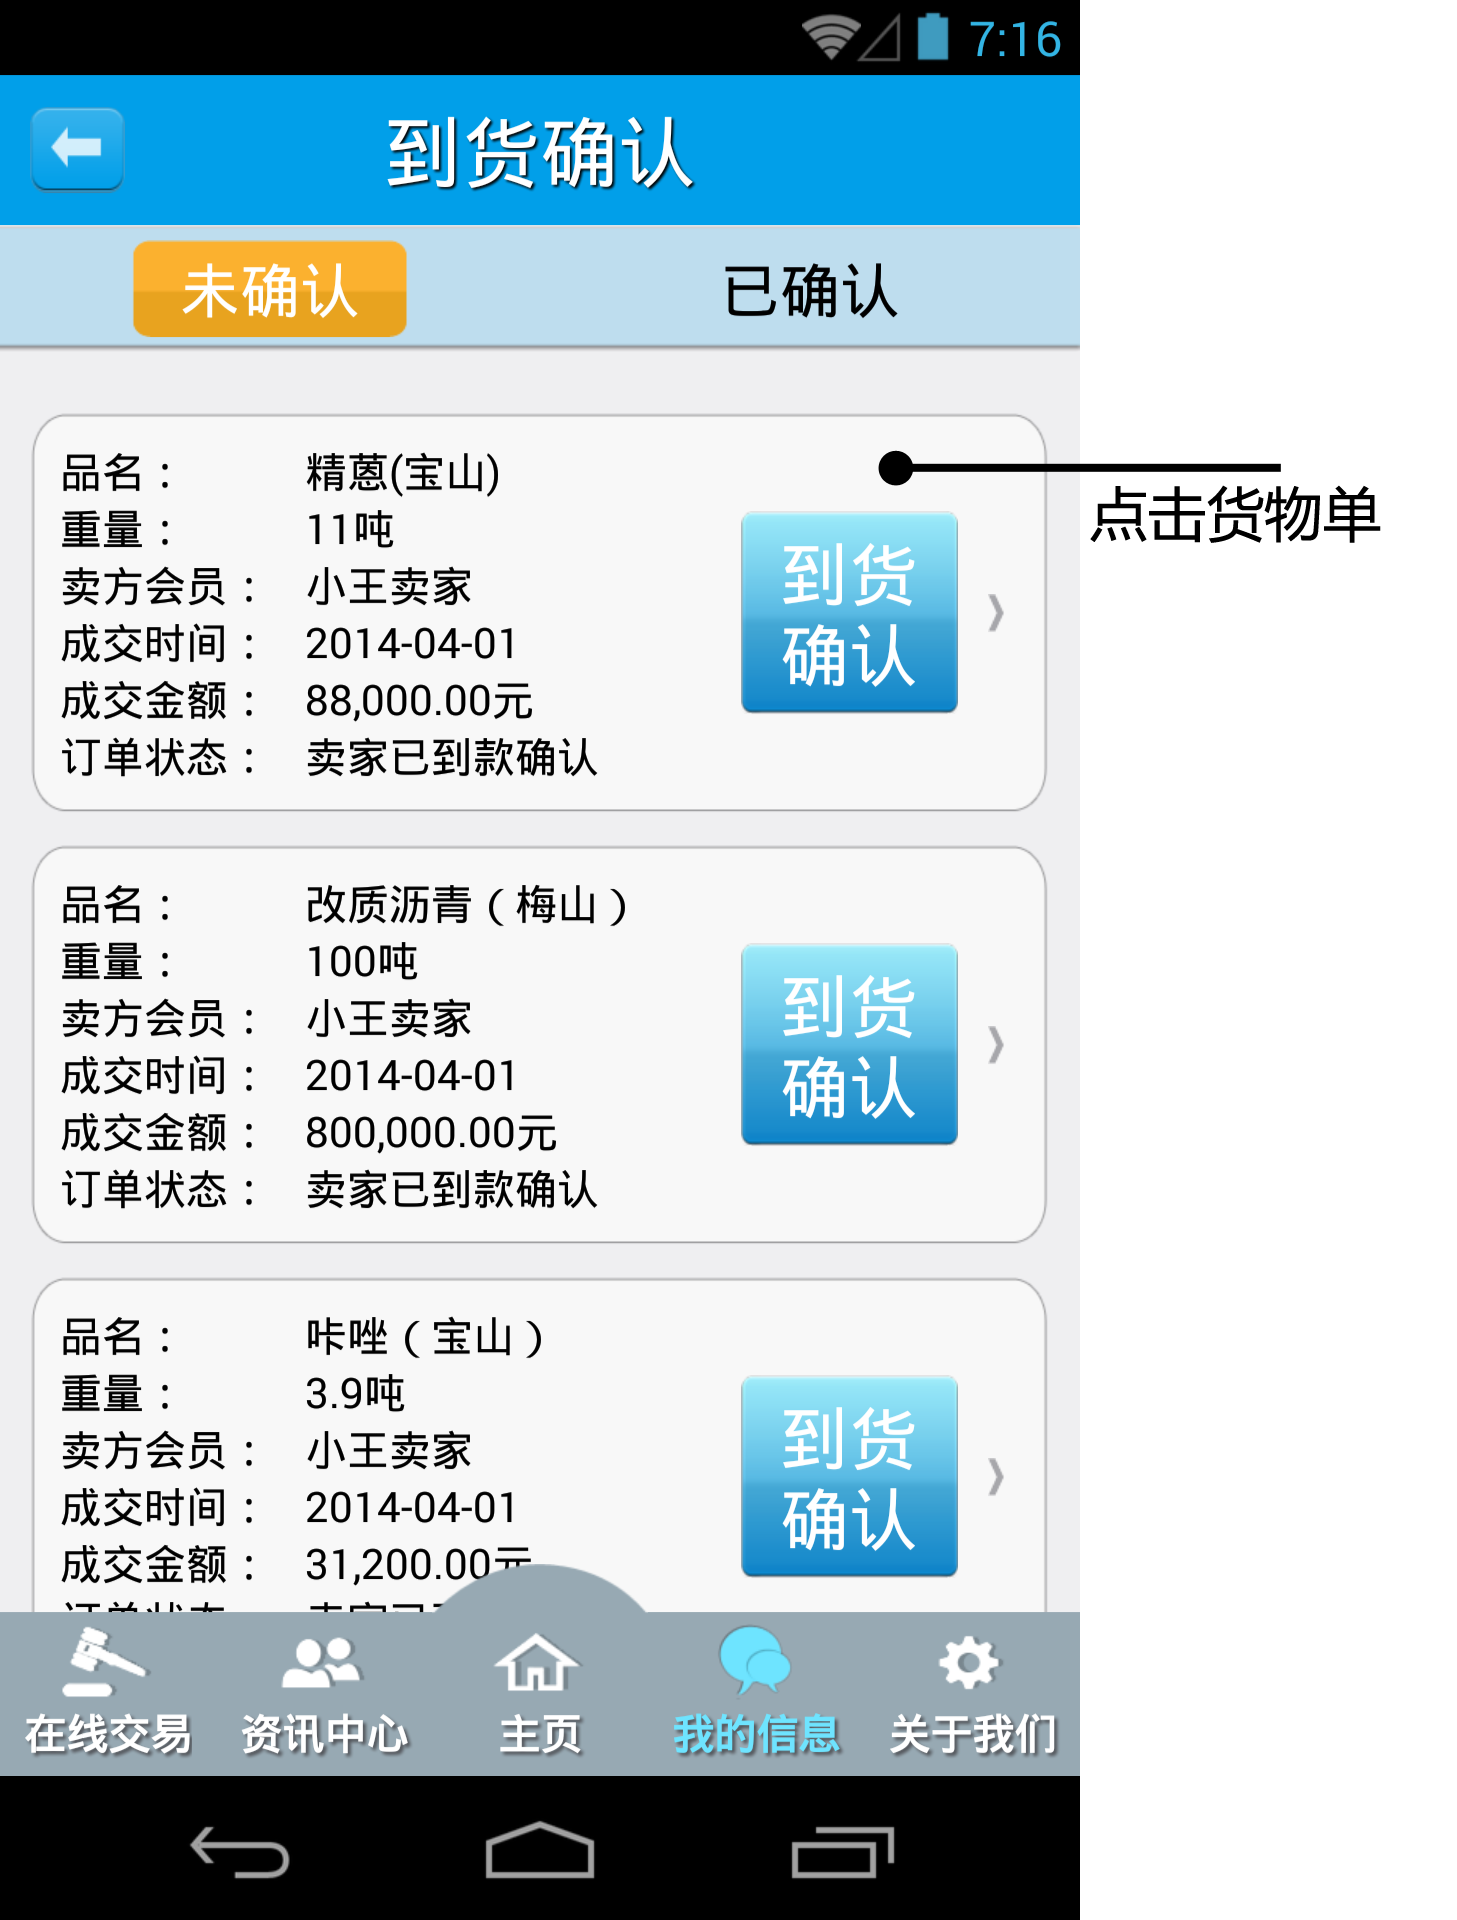 7:16
到货确认
未确认 已确认
品名： 精蒽(宝山)
重量： 11吨
卖方会员： 小王卖家
成交时间： 2014-04-01
成交金额： 88,000.00元
订单状态： 卖家已到款确认
到货
确认
点击货物单
品名： 改质沥青（梅山）
重量： 100吨
卖方会员： 小王卖家
成交时间： 2014-04-01
成交金额： 800,000.00元
订单状态： 卖家已到款确认
到货
确认
品名： 咔唑（宝山）
重量： 3.9吨
卖方会员： 小王卖家
成交时间： 2014-04-01
成交金额： 31,200.00元
到货
确认
在线交易 资讯中心 主页 我的信息 关于我们